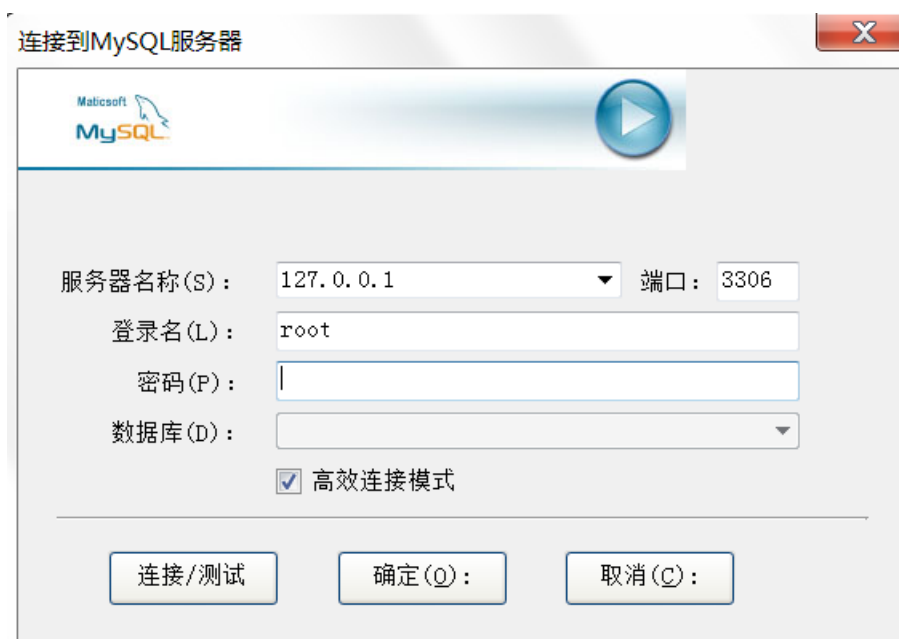 连接到MySQL服务器
Maticsoft
MySQL
服务器名称(S)： 127.0.0.1 端口： 3306
登录名(L)： root
密码(P)：
数据库(D)：
高效连接模式
连接/测试 确定(O)： 取消(C)：